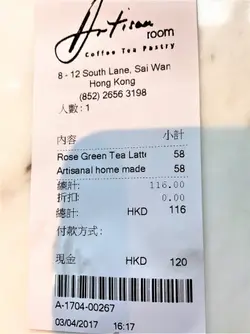 Artisan
room
Coffee Tea Pastry
8 - 12 South Lane, Sai Wan
Hong Kong
(852) 2656 3198
人數 : 1
內容 小計
Rose Green Tea Latte 58
Artisanal home made 58
總計: 116.00
折扣: 0.00
總計: HKD 116
付款方式:
現金 HKD 120
A-1704-00267
03/04/2017 16:17